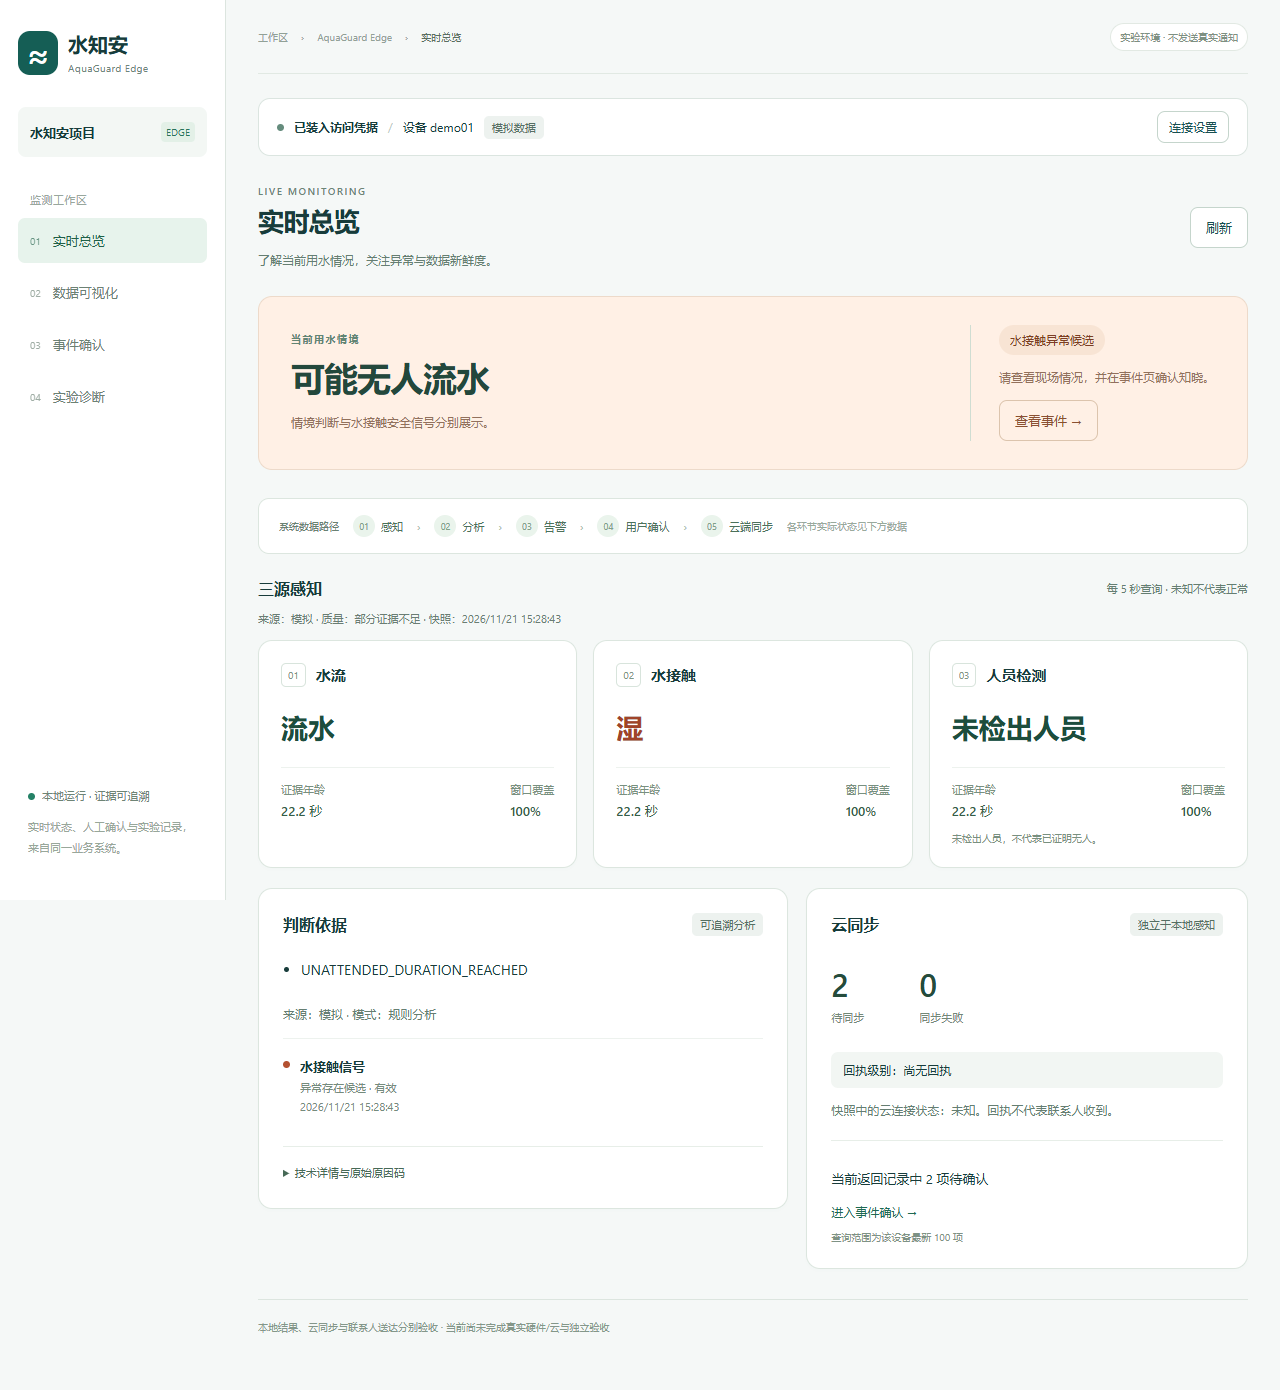 水知安
AquaGuard Edge
水知安项目 EDGE
监测工作区
01 实时总览
02 数据可视化
03 事件确认
04 实验诊断
本地运行 · 证据可追溯
实时状态、人工确认与实验记录，
来自同一业务系统。
工作区 › AquaGuard Edge › 实时总览
实验环境 · 不发送真实通知
已装入访问凭据 / 设备 demo01 模拟数据
连接设置
LIVE MONITORING
实时总览
了解当前用水情况，关注异常与数据新鲜度。
刷新
当前用水情境
可能无人流水
情境判断与水接触安全信号分别展示。
水接触异常候选
请查看现场情况，并在事件页确认知晓。
查看事件 →
系统数据路径 01 感知 › 02 分析 › 03 告警 › 04 用户确认 › 05 云端同步 各环节实际状态见下方数据
三源感知
每 5 秒查询 · 未知不代表正常
来源：模拟 · 质量：部分证据不足 · 快照：2026/11/21 15:28:43
01 水流
流水
证据年龄 窗口覆盖
22.2 秒 100%
02 水接触
湿
证据年龄 窗口覆盖
22.2 秒 100%
03 人员检测
未检出人员
证据年龄 窗口覆盖
22.2 秒 100%
未检出人员，不代表已证明无人。
判断依据 可追溯分析
• UNATTENDED_DURATION_REACHED
来源：模拟 · 模式：规则分析
水接触信号
异常存在候选 · 有效
2026/11/21 15:28:43
▶ 技术详情与原始原因码
云同步 独立于本地感知
2 0
待同步 同步失败
回执级别：尚无回执
快照中的云连接状态：未知。回执不代表联系人收到。
当前返回记录中 2 项待确认
进入事件确认 →
查询范围为该设备最新 100 项
本地结果、云同步与联系人送达分别验收 · 当前尚未完成真实硬件/云与独立验收